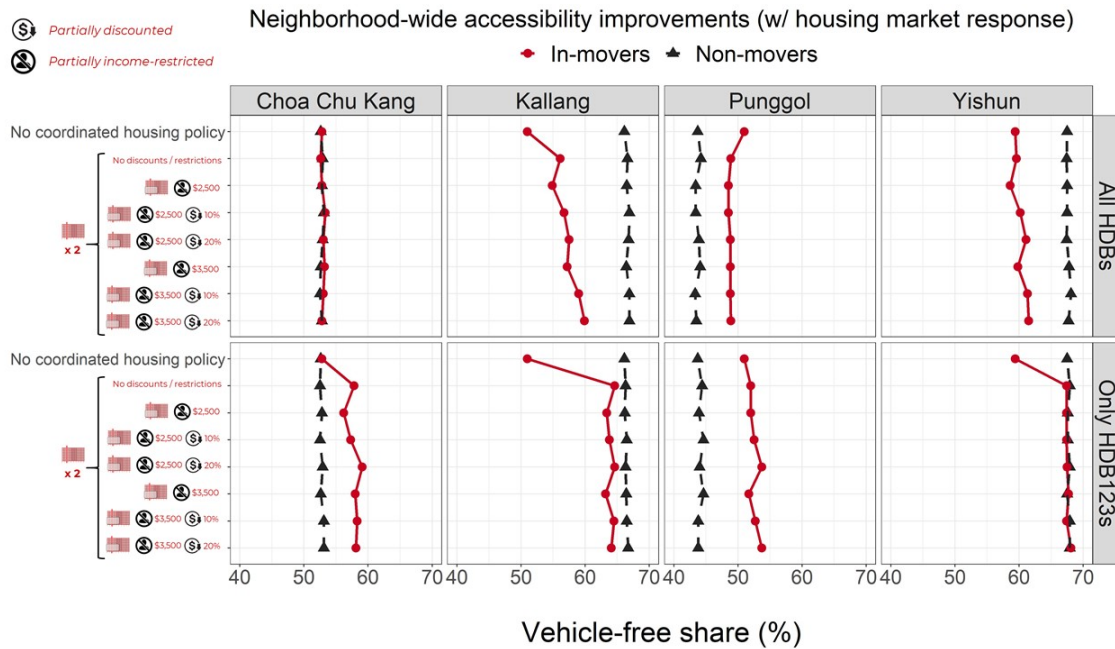 Neighborhood-wide accessibility improvements (w/ housing market response)
Partially discounted
Partially income-restricted
In-movers Non-movers
Choa Chu Kang Kallang Punggol Yishun
No coordinated housing policy
No discounts / restrictions
$2,500
$2,500 $ 10%
$2,500 $ 20%
x 2
$3,500
$3,500 $ 10%
$3,500 $ 20%
All HDBs
No coordinated housing policy
No discounts / restrictions
$2,500
$2,500 $ 10%
$2,500 $ 20%
x 2
$3,500
$3,500 $ 10%
$3,500 $ 20%
Only HDB123s
40 50 60 70 40 50 60 70 40 50 60 70 40 50 60 70
Vehicle-free share (%)